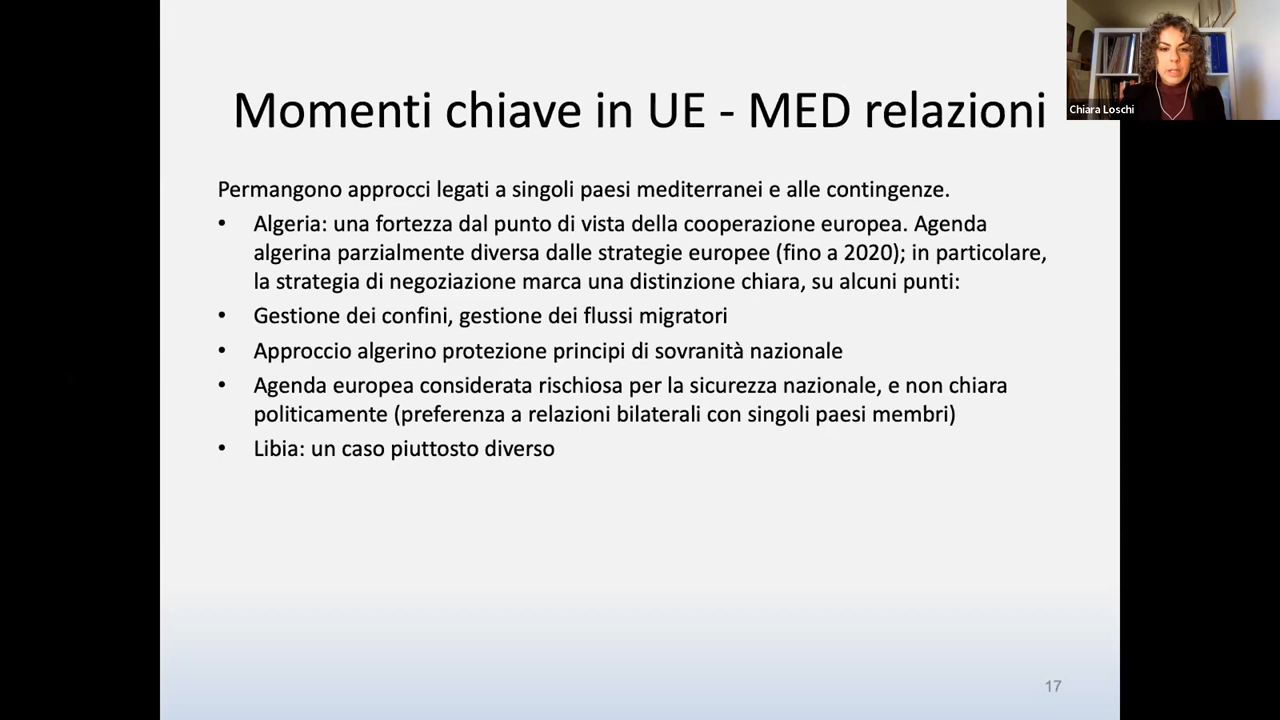 Momenti chiave in UE - MED relazioni
Chiara Loschi
Permangono approcci legati a singoli paesi mediterranei e alle contingenze.
• Algeria: una fortezza dal punto di vista della cooperazione europea. Agenda
algerina parzialmente diversa dalle strategie europee (fino a 2020); in particolare,
la strategia di negoziazione marca una distinzione chiara, su alcuni punti:
• Gestione dei confini, gestione dei flussi migratori
• Approccio algerino protezione principi di sovranità nazionale
• Agenda europea considerata rischiosa per la sicurezza nazionale, e non chiara
politicamente (preferenza a relazioni bilaterali con singoli paesi membri)
• Libia: un caso piuttosto diverso
17